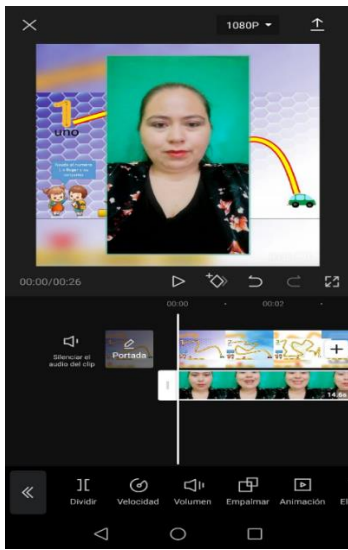 1080P
1
uno
00:00/00:26
00:00
00:02
Silenciar el
audio del clip
Portada
14.6s
Dividir
Velocidad
Volumen
Empalmar
Animación
El